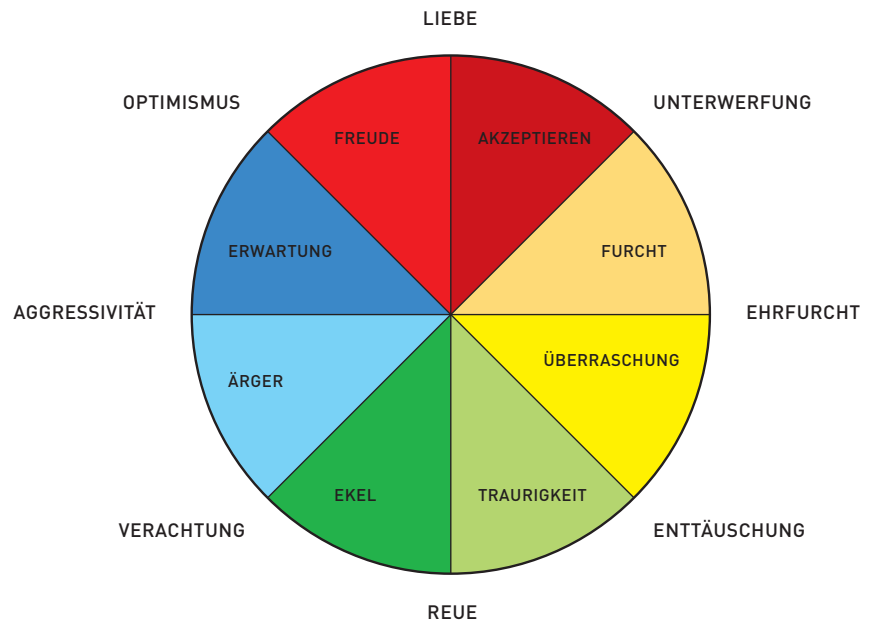 LIEBE
OPTIMISMUS
UNTERWERFUNG
FREUDE
AKZEPTIEREN
ERWARTUNG
FURCHT
AGGRESSIVITÄT
EHRFURCHT
ÜBERRASCHUNG
ÄRGER
EKEL
TRAURIGKEIT
VERACHTUNG
ENTTÄUSCHUNG
REUE